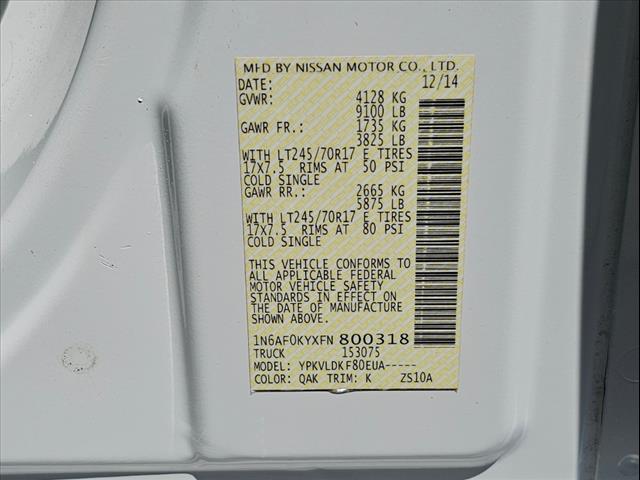 MFD BY NISSAN MOTOR CO., LTD.
DATE: 12/14
GVWR: 4128 KG
9100 LB
GAWR FR.: 1735 KG
3825 LB
WITH LT245/70R17 E TIRES
17X7.5 RIMS AT 50 PSI
COLD SINGLE
GAWR RR.: 2665 KG
5875 LB
WITH LT245/70R17 E TIRES
17X7.5 RIMS AT 80 PSI
COLD SINGLE
THIS VEHICLE CONFORMS TO
ALL APPLICABLE FEDERAL
MOTOR VEHICLE SAFETY
STANDARDS IN EFFECT ON
THE DATE OF MANUFACTURE
SHOWN ABOVE.
1N6AF0KYXFN 800318
TRUCK 153075
MODEL: YPKVLDKF80EUA-----
COLOR: QAK TRIM: K ZS10A